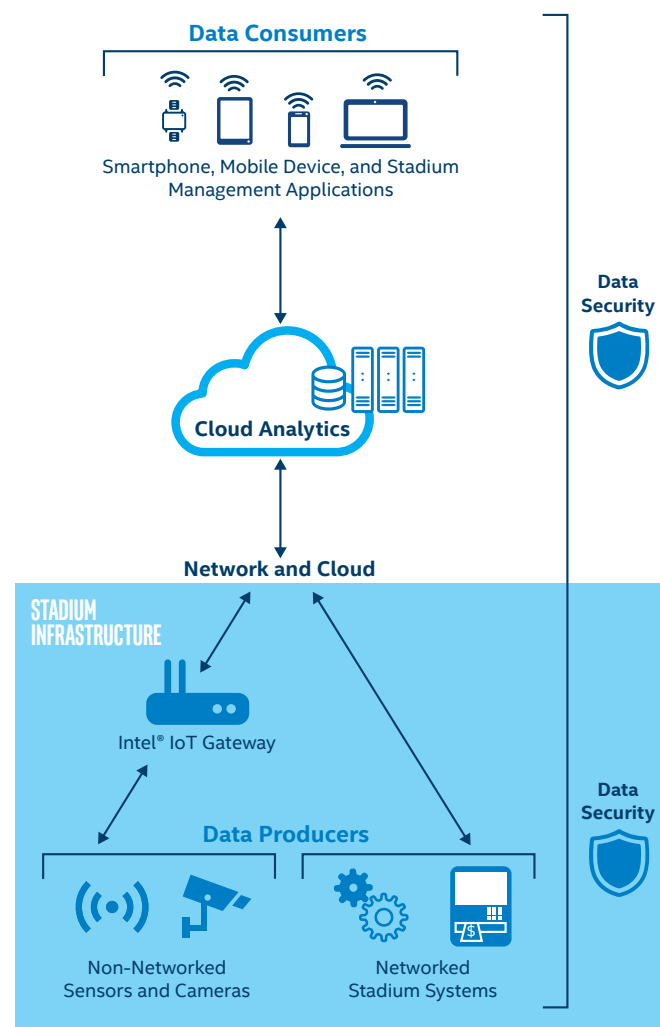 Data Consumers
Smartphone, Mobile Device, and Stadium
Management Applications
Data
Security
Cloud Analytics
Network and Cloud
STADIUM
INFRASTRUCTURE
Intel® IoT Gateway
Data
Security
Data Producers
$
Non-Networked
Sensors and Cameras
Networked
Stadium Systems